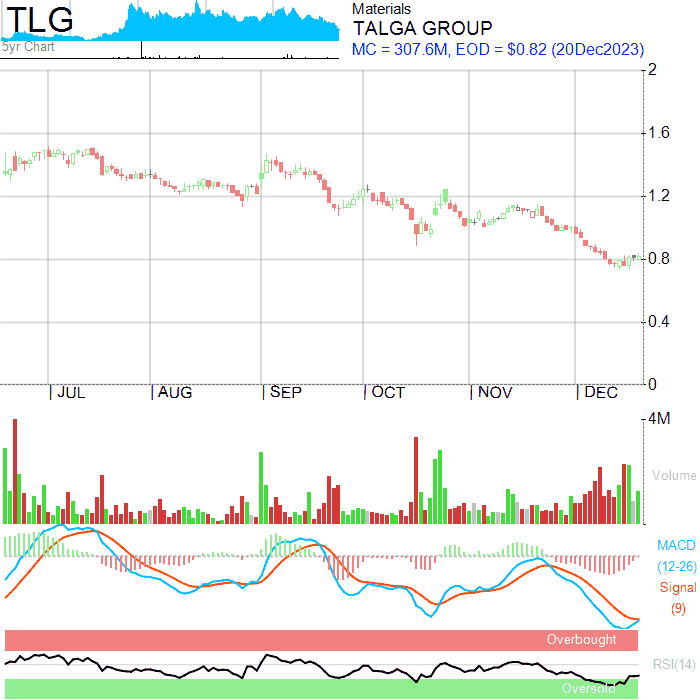 TLG
5yr Chart
Materials
TALGA GROUP
MC = 307.6M, EOD = $0.82 (20Dec2023)
2
1.6
1.2
0.8
0.4
0
JUL AUG SEP OCT NOV DEC
4M
Volume
MACD
(12-26)
Signal
(9)
Overbought
RSI(14)
Oversold